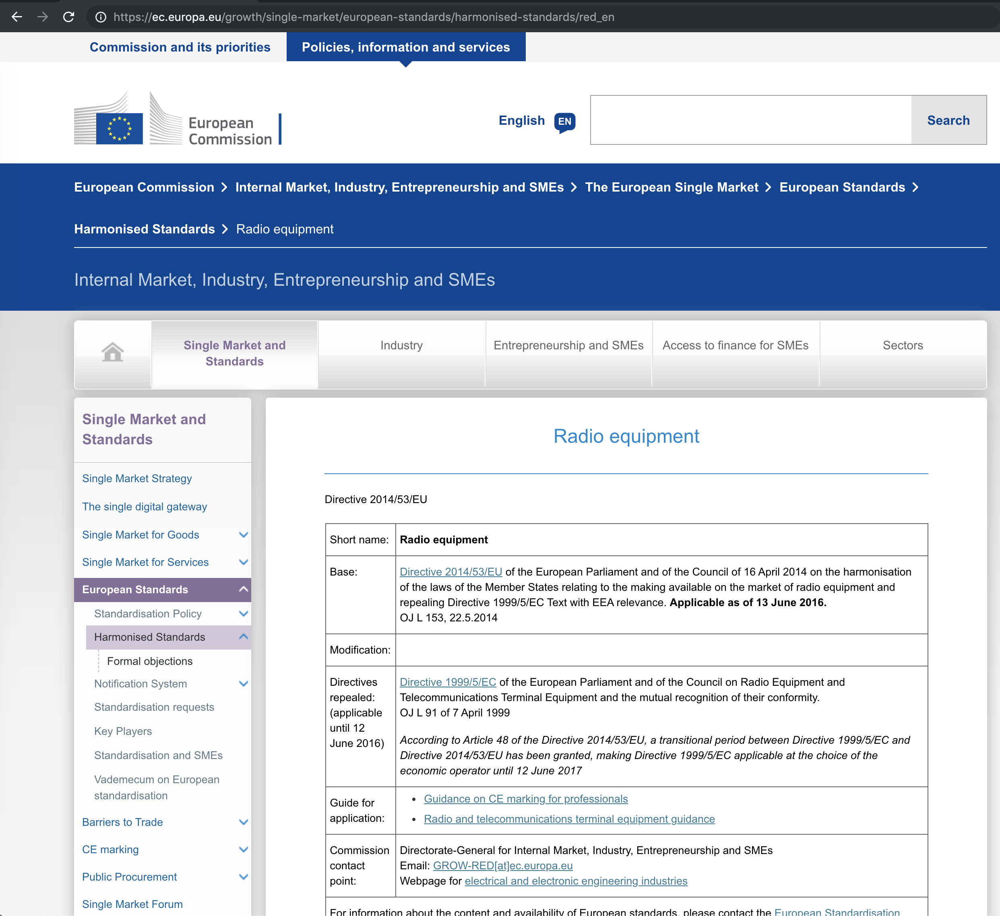 https://ec.europa.eu/growth/single-market/european-standards/harmonised-standards/red_en
Commission and its priorities
Policies, information and services
European
Commission
English EN
Search
European Commission > Internal Market, Industry, Entrepreneurship and SMEs > The European Single Market > European Standards >
Harmonised Standards > Radio equipment
Internal Market, Industry, Entrepreneurship and SMEs
Single Market and
Standards
Industry
Entrepreneurship and SMEs
Access to finance for SMEs
Sectors
Single Market and
Standards
Single Market Strategy
The single digital gateway
Single Market for Goods
Single Market for Services
European Standards
Standardisation Policy
Harmonised Standards
Formal objections
Notification System
Standardisation requests
Key Players
Standardisation and SMEs
Vademecum on European
standardisation
Barriers to Trade
CE marking
Public Procurement
Single Market Forum
Radio equipment
Directive 2014/53/EU
Short name:
Radio equipment
Base:
Directive 2014/53/EU of the European Parliament and of the Council of 16 April 2014 on the harmonisation
of the laws of the Member States relating to the making available on the market of radio equipment and
repealing Directive 1999/5/EC Text with EEA relevance. Applicable as of 13 June 2016.
OJ L 153, 22.5.2014
Modification:
Directives
repealed:
(applicable
until 12
June 2016)
Directive 1999/5/EC of the European Parliament and of the Council on Radio Equipment and
Telecommunications Terminal Equipment and the mutual recognition of their conformity.
OJ L 91 of 7 April 1999
According to Article 48 of the Directive 2014/53/EU, a transitional period between Directive 1999/5/EC and
Directive 2014/53/EU has been granted, making Directive 1999/5/EC applicable at the choice of the
economic operator until 12 June 2017
Guide for
application:
• Guidance on CE marking for professionals
• Radio and telecommunications terminal equipment guidance
Commission
contact
point:
Directorate-General for Internal Market, Industry, Entrepreneurship and SMEs
Email: GROW-RED[at]ec.europa.eu
Webpage for electrical and electronic engineering industries
For information about the content and availability of European standards, please contact the European Standardisation